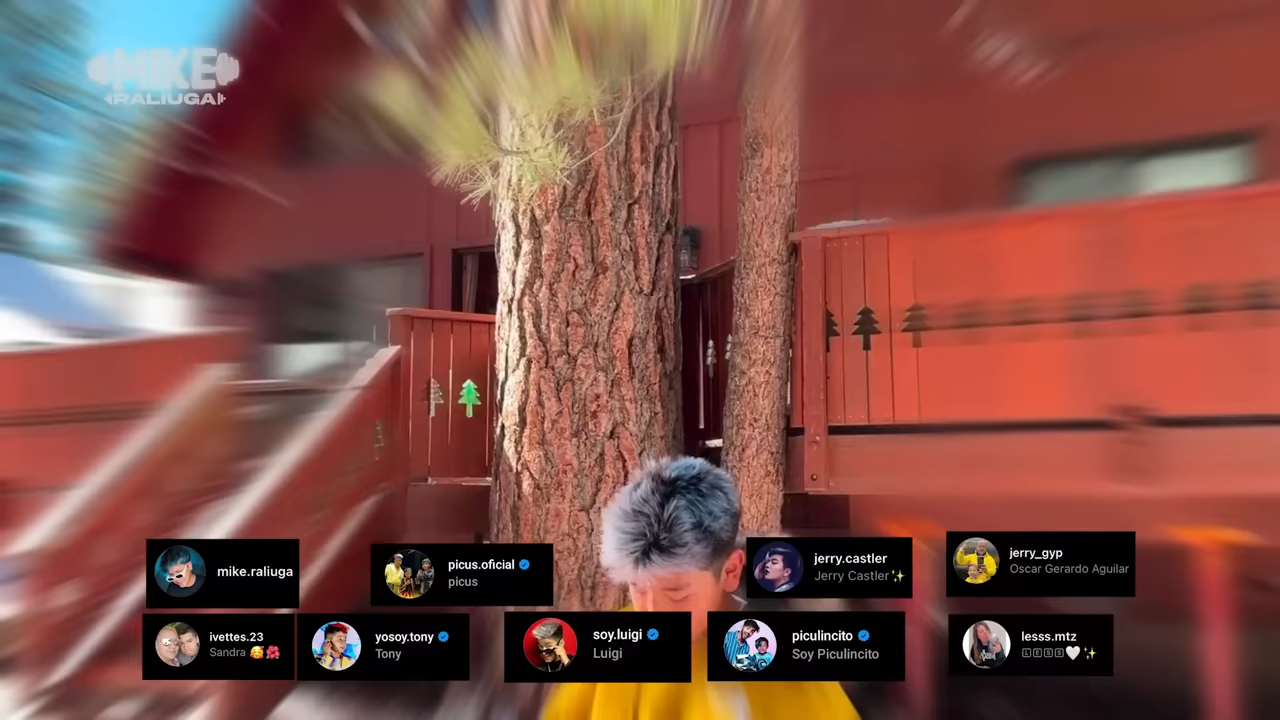 MIKE
RALIUGA
mike.raliuga
picus.oficial
picus
jerry.castler
Jerry Castler✨
jerry_gyp
Oscar Gerardo Aguilar
ivettes.23
Sandra 🥰🌺
yosoy.tony
Tony
soy.luigi
Luigi
piculincito
Soy Piculincito
lesss.mtz
🄻🄴🅂🅂🤍✨